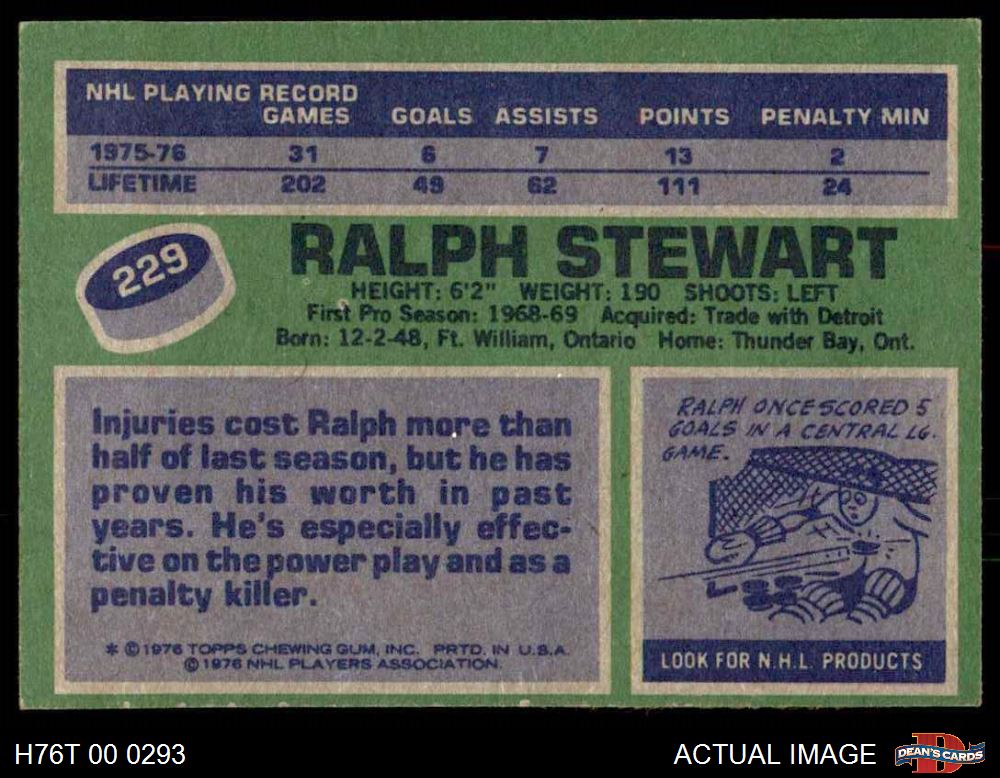 NHL PLAYING RECORD
GAMES GOALS ASSISTS POINTS PENALTY MIN
1975-76 31 6 7 13 2
LIFETIME 202 49 62 111 24
229
RALPH STEWART
HEIGHT: 6'2" WEIGHT: 190 SHOOTS: LEFT
First Pro Season: 1968-69 Acquired: Trade with Detroit
Born: 12-2-48, Ft. William, Ontario Home: Thunder Bay, Ont.
Injuries cost Ralph more than
half of last season, but he has
proven his worth in past
years. He's especially effec-
tive on the power play and as a
penalty killer.
* © 1976 TOPPS CHEWING GUM, INC. PRTD. IN U.S.A.
© 1976 NHL PLAYERS ASSOCIATION.
RALPH ONCE SCORED 5
GOALS IN A CENTRAL LG.
GAME.
LOOK FOR N.H.L. PRODUCTS
H76T 00 0293
ACTUAL IMAGE
D
DEAN'S CARDS